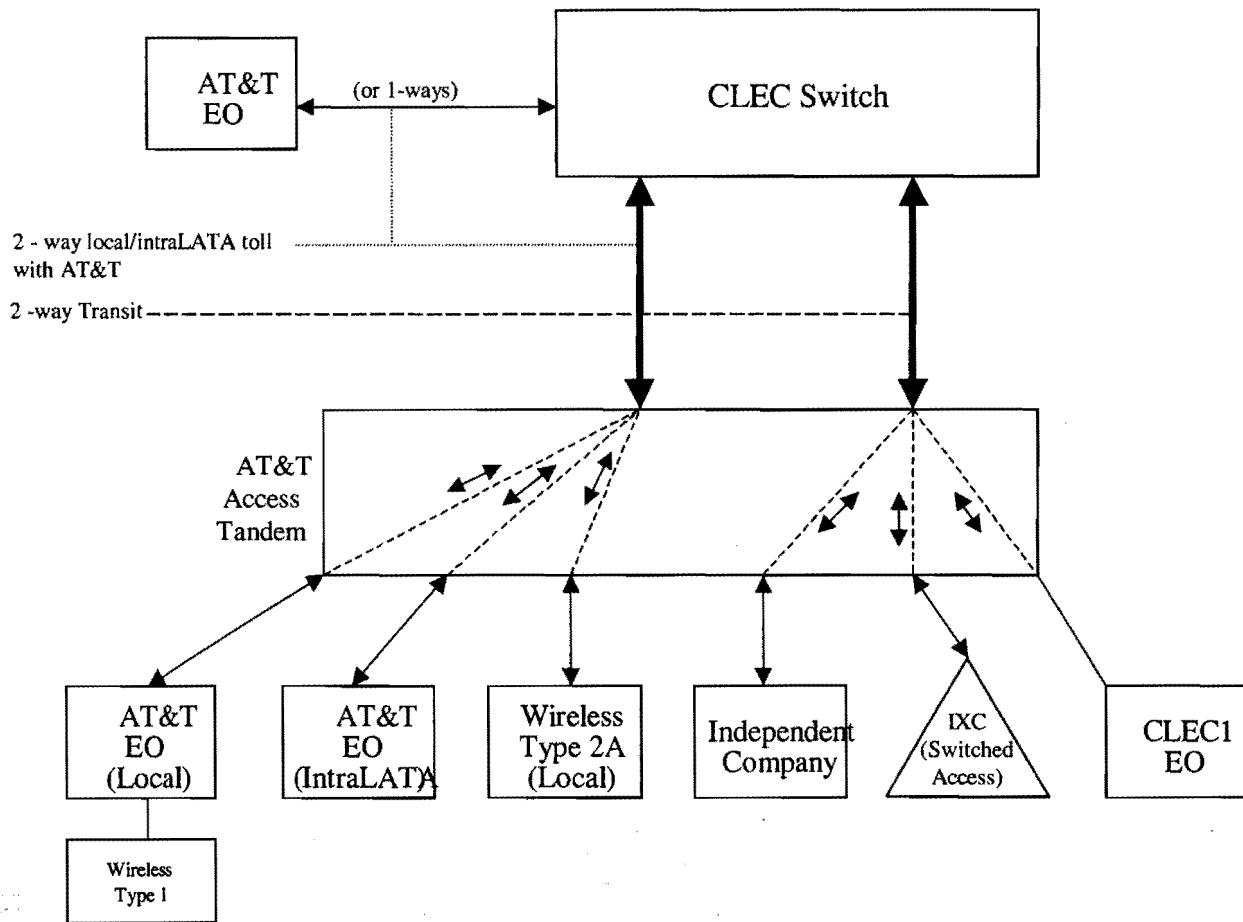 AT&T
EO
(or 1-ways)
CLEC Switch
2 - way local/intraLATA toll
with AT&T
2 -way Transit
AT&T
Access
Tandem
AT&T
EO
(Local)
AT&T
EO
(IntraLAT)A
Wireless
Type 2A
(Local)
Independent
Company
IXC
(Switched
Access)
CLEC1
EO
Wireless
Type 1